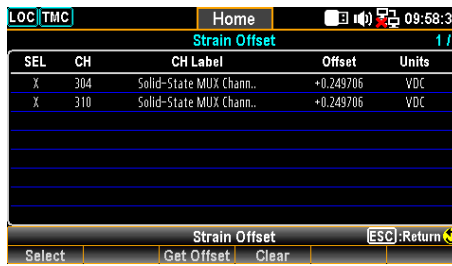 LOC TMC Home 09:58:3
Strain Offset 1/
SEL CH CH Label Offset Units
X 304 Solid-State MUX Chann.. +0.249706 VDC
X 310 Solid-State MUX Chann.. +0.249706 VDC
Strain Offset ESC:Return
Select Get Offset Clear